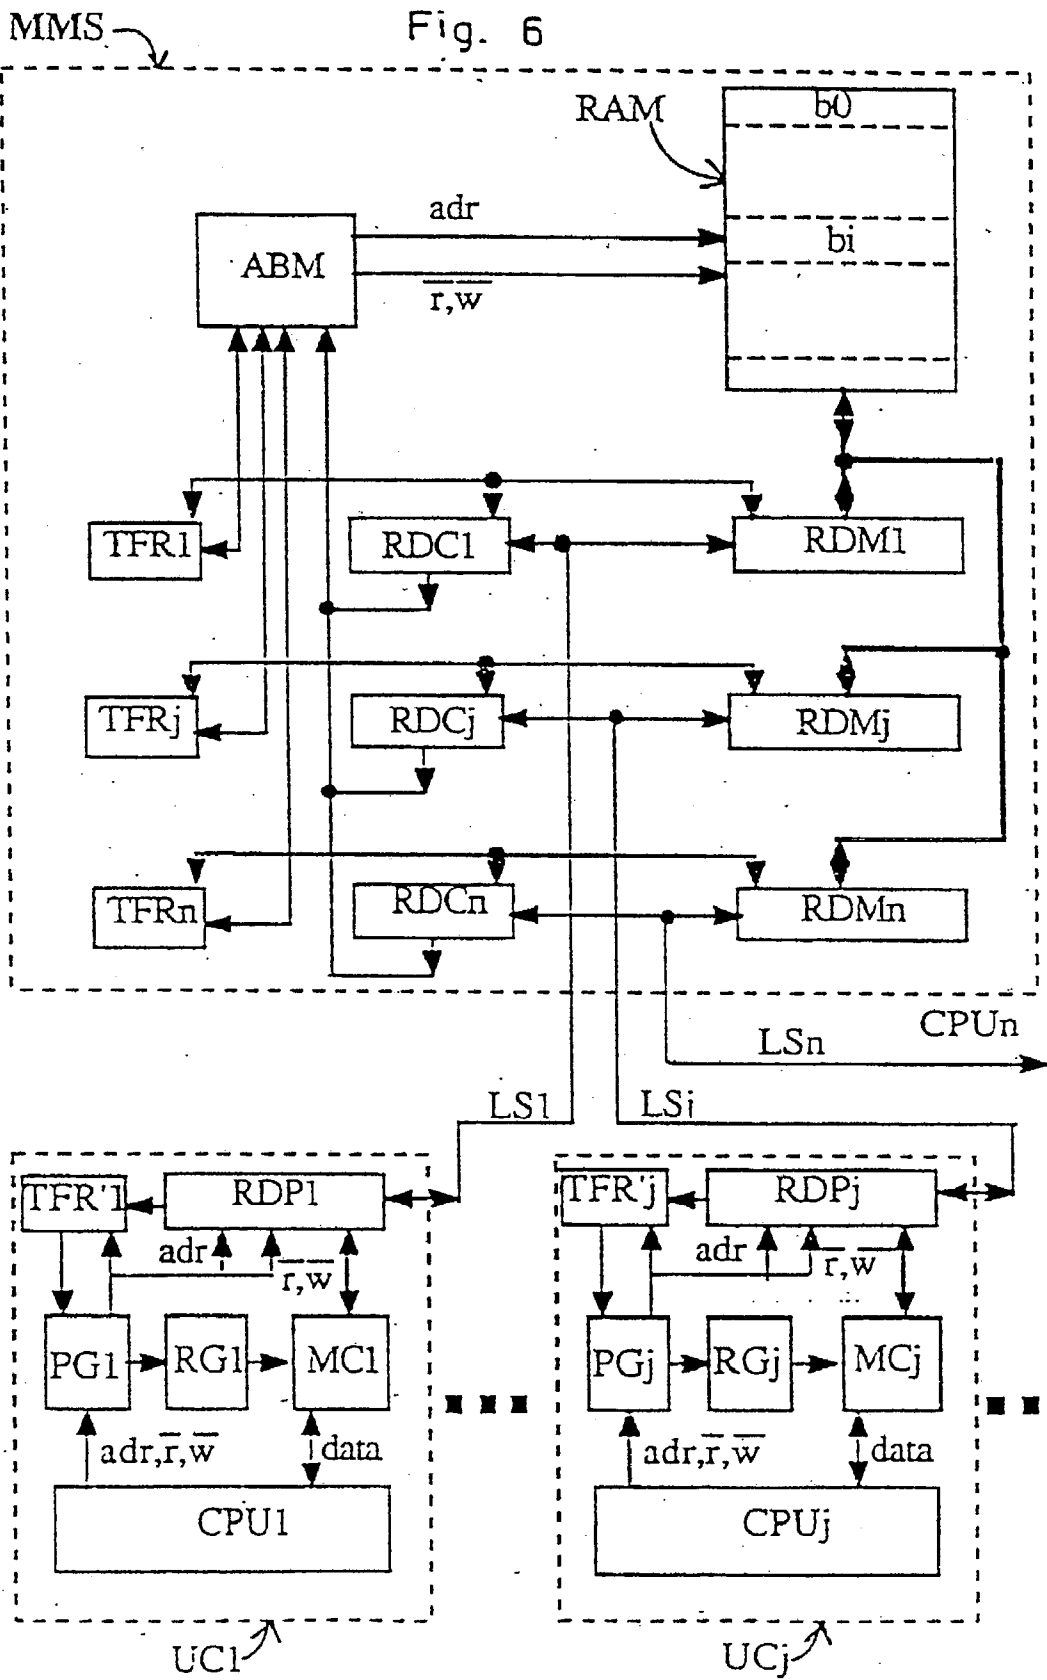 Fig. 6
MMS
RAM
b0
adr
bi
ABM
r̅,w̅
TFR1
RDC1
RDM1
TFRj
RDCj
RDMj
TFRn
RDCn
RDMn
CPUn
LSn
LS1
LSi
TFR'1
RDP1
TFR'j
RDPj
adr
r̅,w̅
adr
r̅,w̅
PG1
RG1
MC1
PGj
RGj
MCj
adr,r̅,w̅
data
adr,r̅,w̅
data
CPU1
CPUj
UC1
UCj